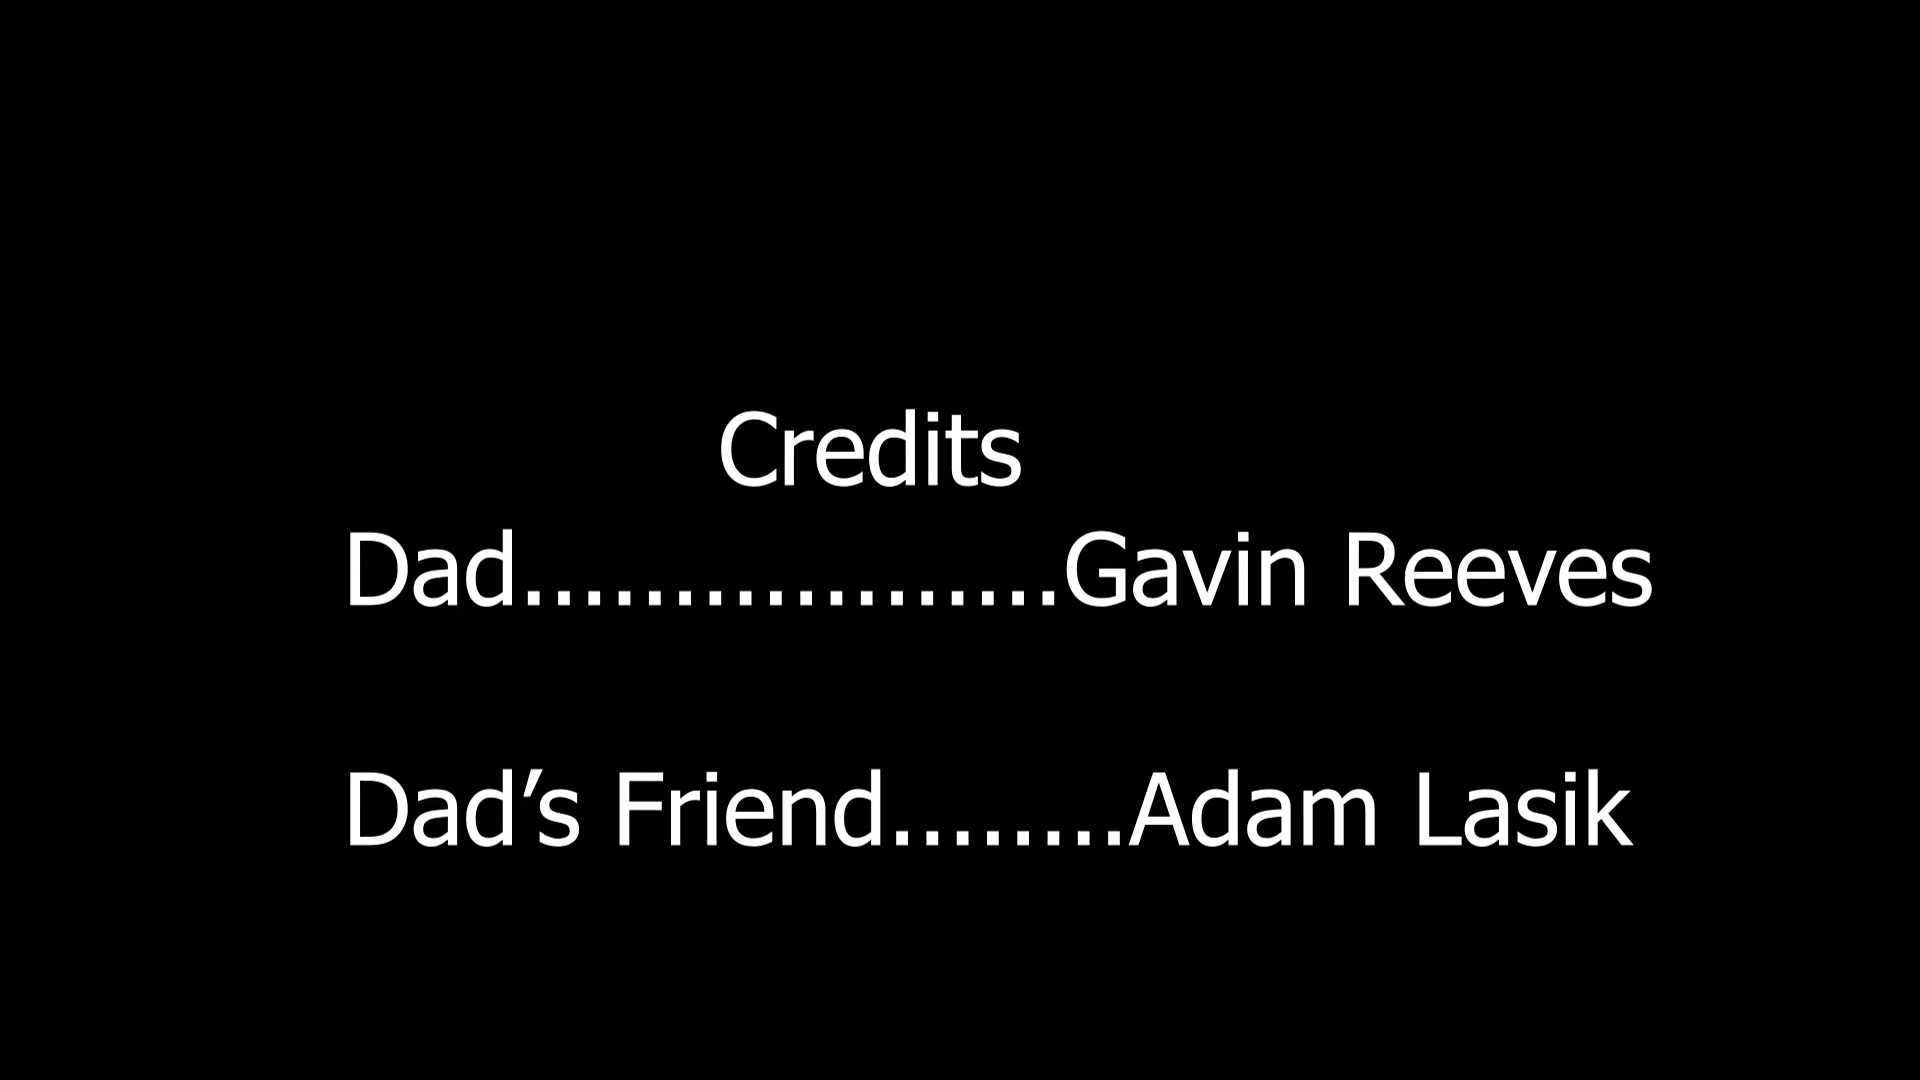 Credits
Dad..................Gavin Reeves
Dad’s Friend........Adam Lasik